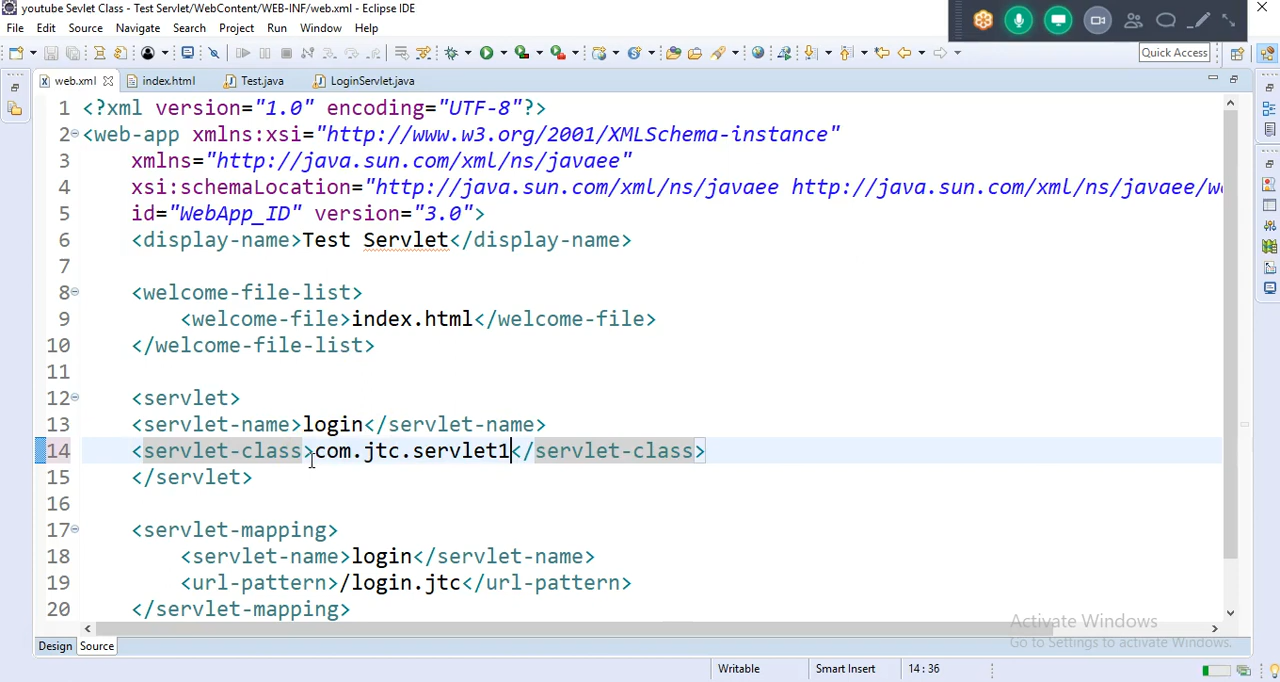 youtube Sevlet Class - Test Servlet/WebContent/WEB-INF/web.xml - Eclipse IDE
File Edit Source Navigate Search Project Run Window Help
Quick Access
web.xml index.html Test.java LoginServlet.java
1 <?xml version="1.0" encoding="UTF-8"?>
2 <web-app xmlns:xsi="http://www.w3.org/2001/XMLSchema-instance"
3 xmlns="http://java.sun.com/xml/ns/javaee"
4 xsi:schemaLocation="http://java.sun.com/xml/ns/javaee http://java.sun.com/xml/ns/javaee/w
5 id="WebApp_ID" version="3.0">
6 <display-name>Test Servlet</display-name>
7
8 <welcome-file-list>
9 <welcome-file>index.html</welcome-file>
10 </welcome-file-list>
11
12 <servlet>
13 <servlet-name>login</servlet-name>
14 <servlet-class>com.jtc.servlet1</servlet-class>
15 </servlet>
16
17 <servlet-mapping>
18 <servlet-name>login</servlet-name>
19 <url-pattern>/login.jtc</url-pattern>
20 </servlet-mapping>
Activate Windows
Go to Settings to activate Windows.
Design Source
Writable Smart Insert 14:36